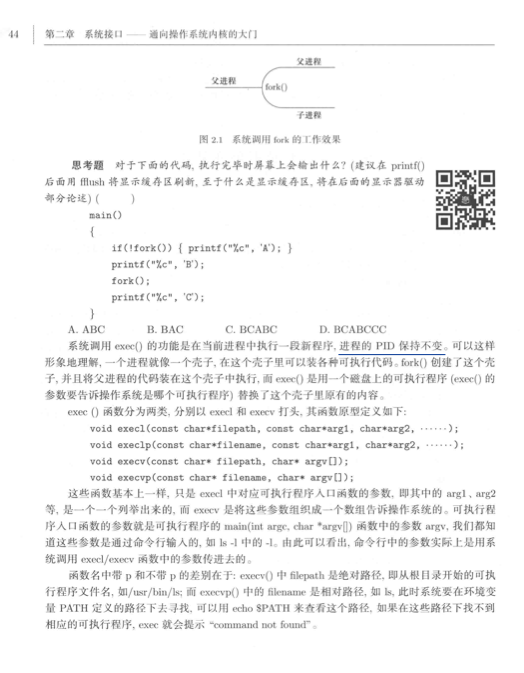 44 第二章 系统接口 —— 通向操作系统内核的大门
父进程
父进程
fork()
子进程
图 2.1 系统调用 fork 的工作效果
思考题 对于下面的代码, 执行完毕时屏幕上会输出什么? (建议在 printf()
后面用 fflush 将显示缓存区刷新, 至于什么是显示缓存区, 将在后面的显示器驱动
部分论述) ( )
main()
{
if(!fork()) { printf("%c", 'A'); }
printf("%c", 'B');
fork();
printf("%c", 'C');
}
A. ABC B. BAC C. BCABC D. BCABCCC
系统调用 exec() 的功能是在当前进程中执行一段新程序, 进程的 PID 保持不变。可以这样
形象地理解, 一个进程就像一个壳子, 在这个壳子里可以装各种可执行代码。fork() 创建了这个壳
子, 并且将父进程的代码装在这个壳子中执行, 而 exec() 是用一个磁盘上的可执行程序 (exec() 的
参数要告诉操作系统是哪个可执行程序) 替换了这个壳子里原有的内容。
exec () 函数分为两类, 分别以 execl 和 execv 打头, 其函数原型定义如下:
void execl(const char*filepath, const char*arg1, char*arg2, ······);
void execlp(const char*filename, const char*arg1, char*arg2, ······);
void execv(const char* filepath, char* argv[]);
void execvp(const char* filename, char* argv[]);
这些函数基本上一样, 只是 execl 中对应可执行程序入口函数的参数, 即其中的 arg1、arg2
等, 是一个一个列举出来的, 而 execv 是将这些参数组织成一个数组告诉操作系统的。可执行程
序入口函数的参数就是可执行程序的 main(int argc, char *argv[]) 函数中的参数 argv, 我们都知
道这些参数是通过命令行输入的, 如 ls -l 中的 -l。由此可以看出, 命令行中的参数实际上是用系
统调用 execl/execv 函数中的参数传进去的。
函数名中带 p 和不带 p 的差别在于: execv() 中 filepath 是绝对路径, 即从根目录开始的可执
行程序文件名, 如/usr/bin/ls; 而 execvp() 中的 filename 是相对路径, 如 ls, 此时系统要在环境变
量 PATH 定义的路径下去寻找, 可以用 echo $PATH 来查看这个路径, 如果在这些路径下找不到
相应的可执行程序, exec 就会提示 “command not found”。